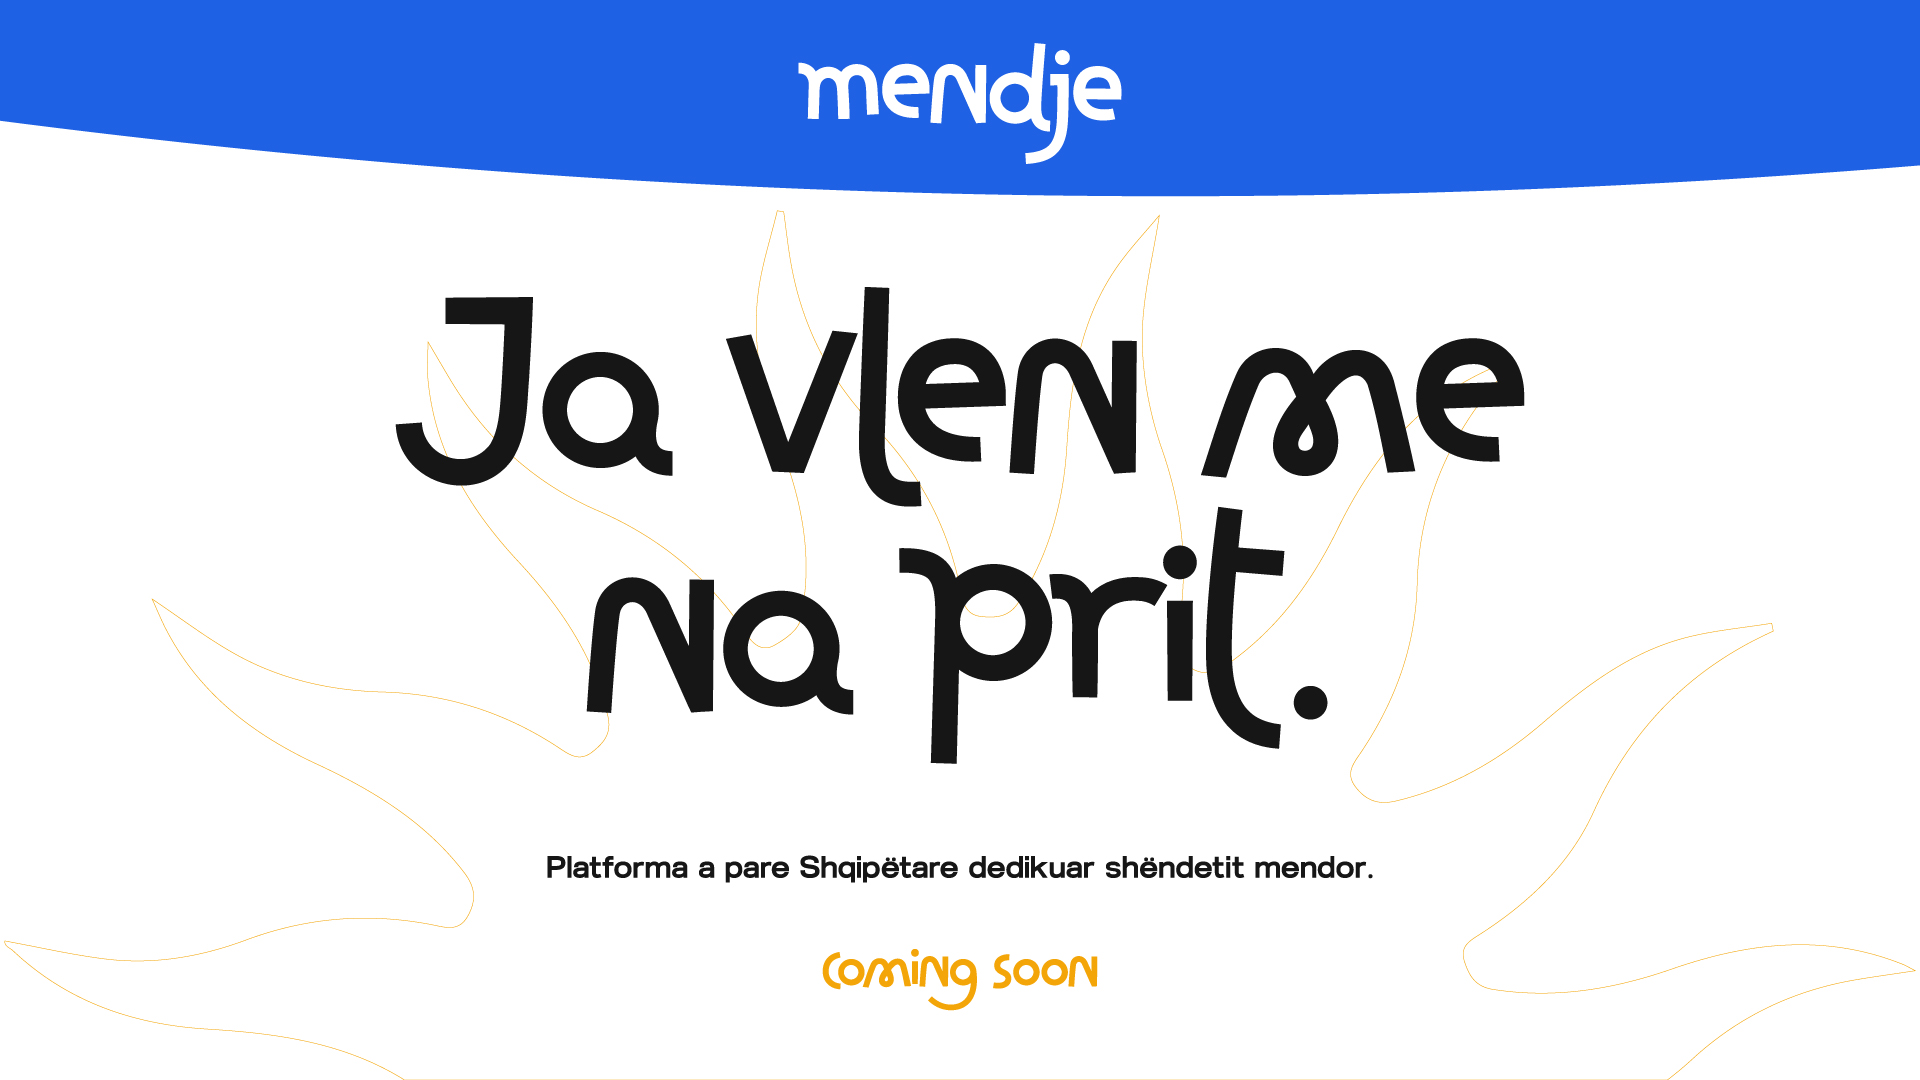 mendje
Ja vlen me
na prit.
Platforma a pare Shqipëtare dedikuar shëndetit mendor.
Coming soon